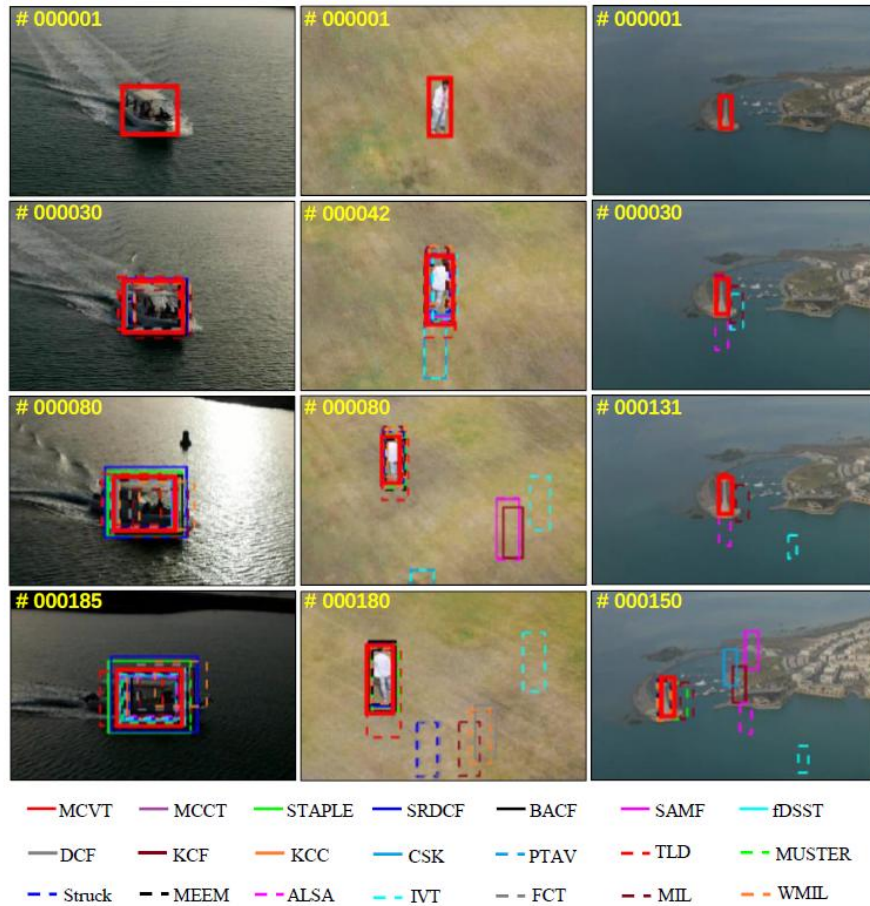 # 000001 # 000001 # 000001
# 000030 # 000042 # 000030
# 000080 # 000080 # 000131
# 000185 # 000180 # 000150
MCVT MCCT STAPLE SRDCF BACF SAMF fDSST
DCF KCF KCC CSK PTAV TLD MUSTER
Struck MEEM ALSA IVT FCT MIL WMIL